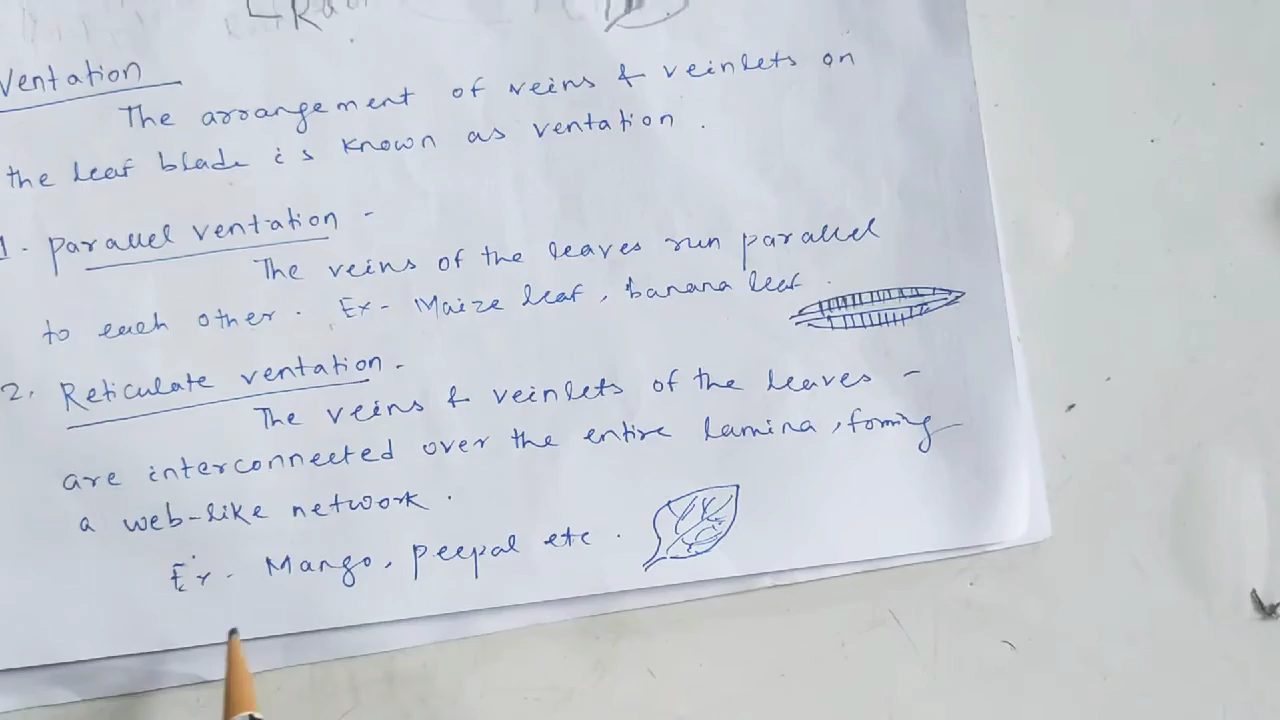 Ventation
The arrangement of veins & veinlets on
the leaf blade is known as ventation.
1. Parallel ventation -
The veins of the leaves run parallel
to each other. Ex- Maize leaf, banana leaf.
2. Reticulate ventation.
The veins & veinlets of the leaves -
are interconnected over the entire lamina, forming
a web-like network.
Ex- Mango, peepal etc.